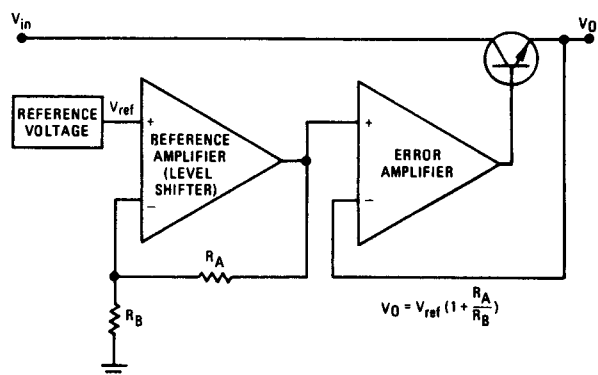 Vin
VO
REFERENCE
VOLTAGE
Vref
+
−
REFERENCE
AMPLIFIER
(LEVEL
SHIFTER)
+
−
ERROR
AMPLIFIER
RA
RB
VO = Vref (1 + RA/RB)